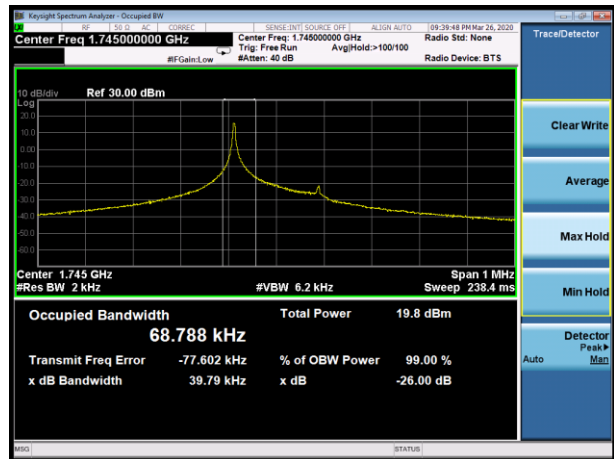 Keysight Spectrum Analyzer - Occupied BW
RF 50 Ω AC CORREC SENSE:INT SOURCE OFF ALIGN AUTO 09:39:48 PM Mar 26, 2020
Center Freq 1.745000000 GHz Center Freq: 1.745000000 GHz Radio Std: None
Trig: Free Run Avg|Hold:>100/100
#IFGain:Low #Atten: 40 dB Radio Device: BTS
Trace/Detector
10 dB/div Ref 30.00 dBm
Log
20.0
10.0
0.00
-10.0
-20.0
-30.0
-40.0
-50.0
-60.0
Center 1.745 GHz Span 1 MHz
#Res BW 2 kHz #VBW 6.2 kHz Sweep 238.4 ms
Occupied Bandwidth Total Power 19.8 dBm
68.788 kHz
Transmit Freq Error -77.602 kHz % of OBW Power 99.00 %
x dB Bandwidth 39.79 kHz x dB -26.00 dB
Clear Write
Average
Max Hold
Min Hold
Detector
Peak▶
Auto Man
MSG STATUS